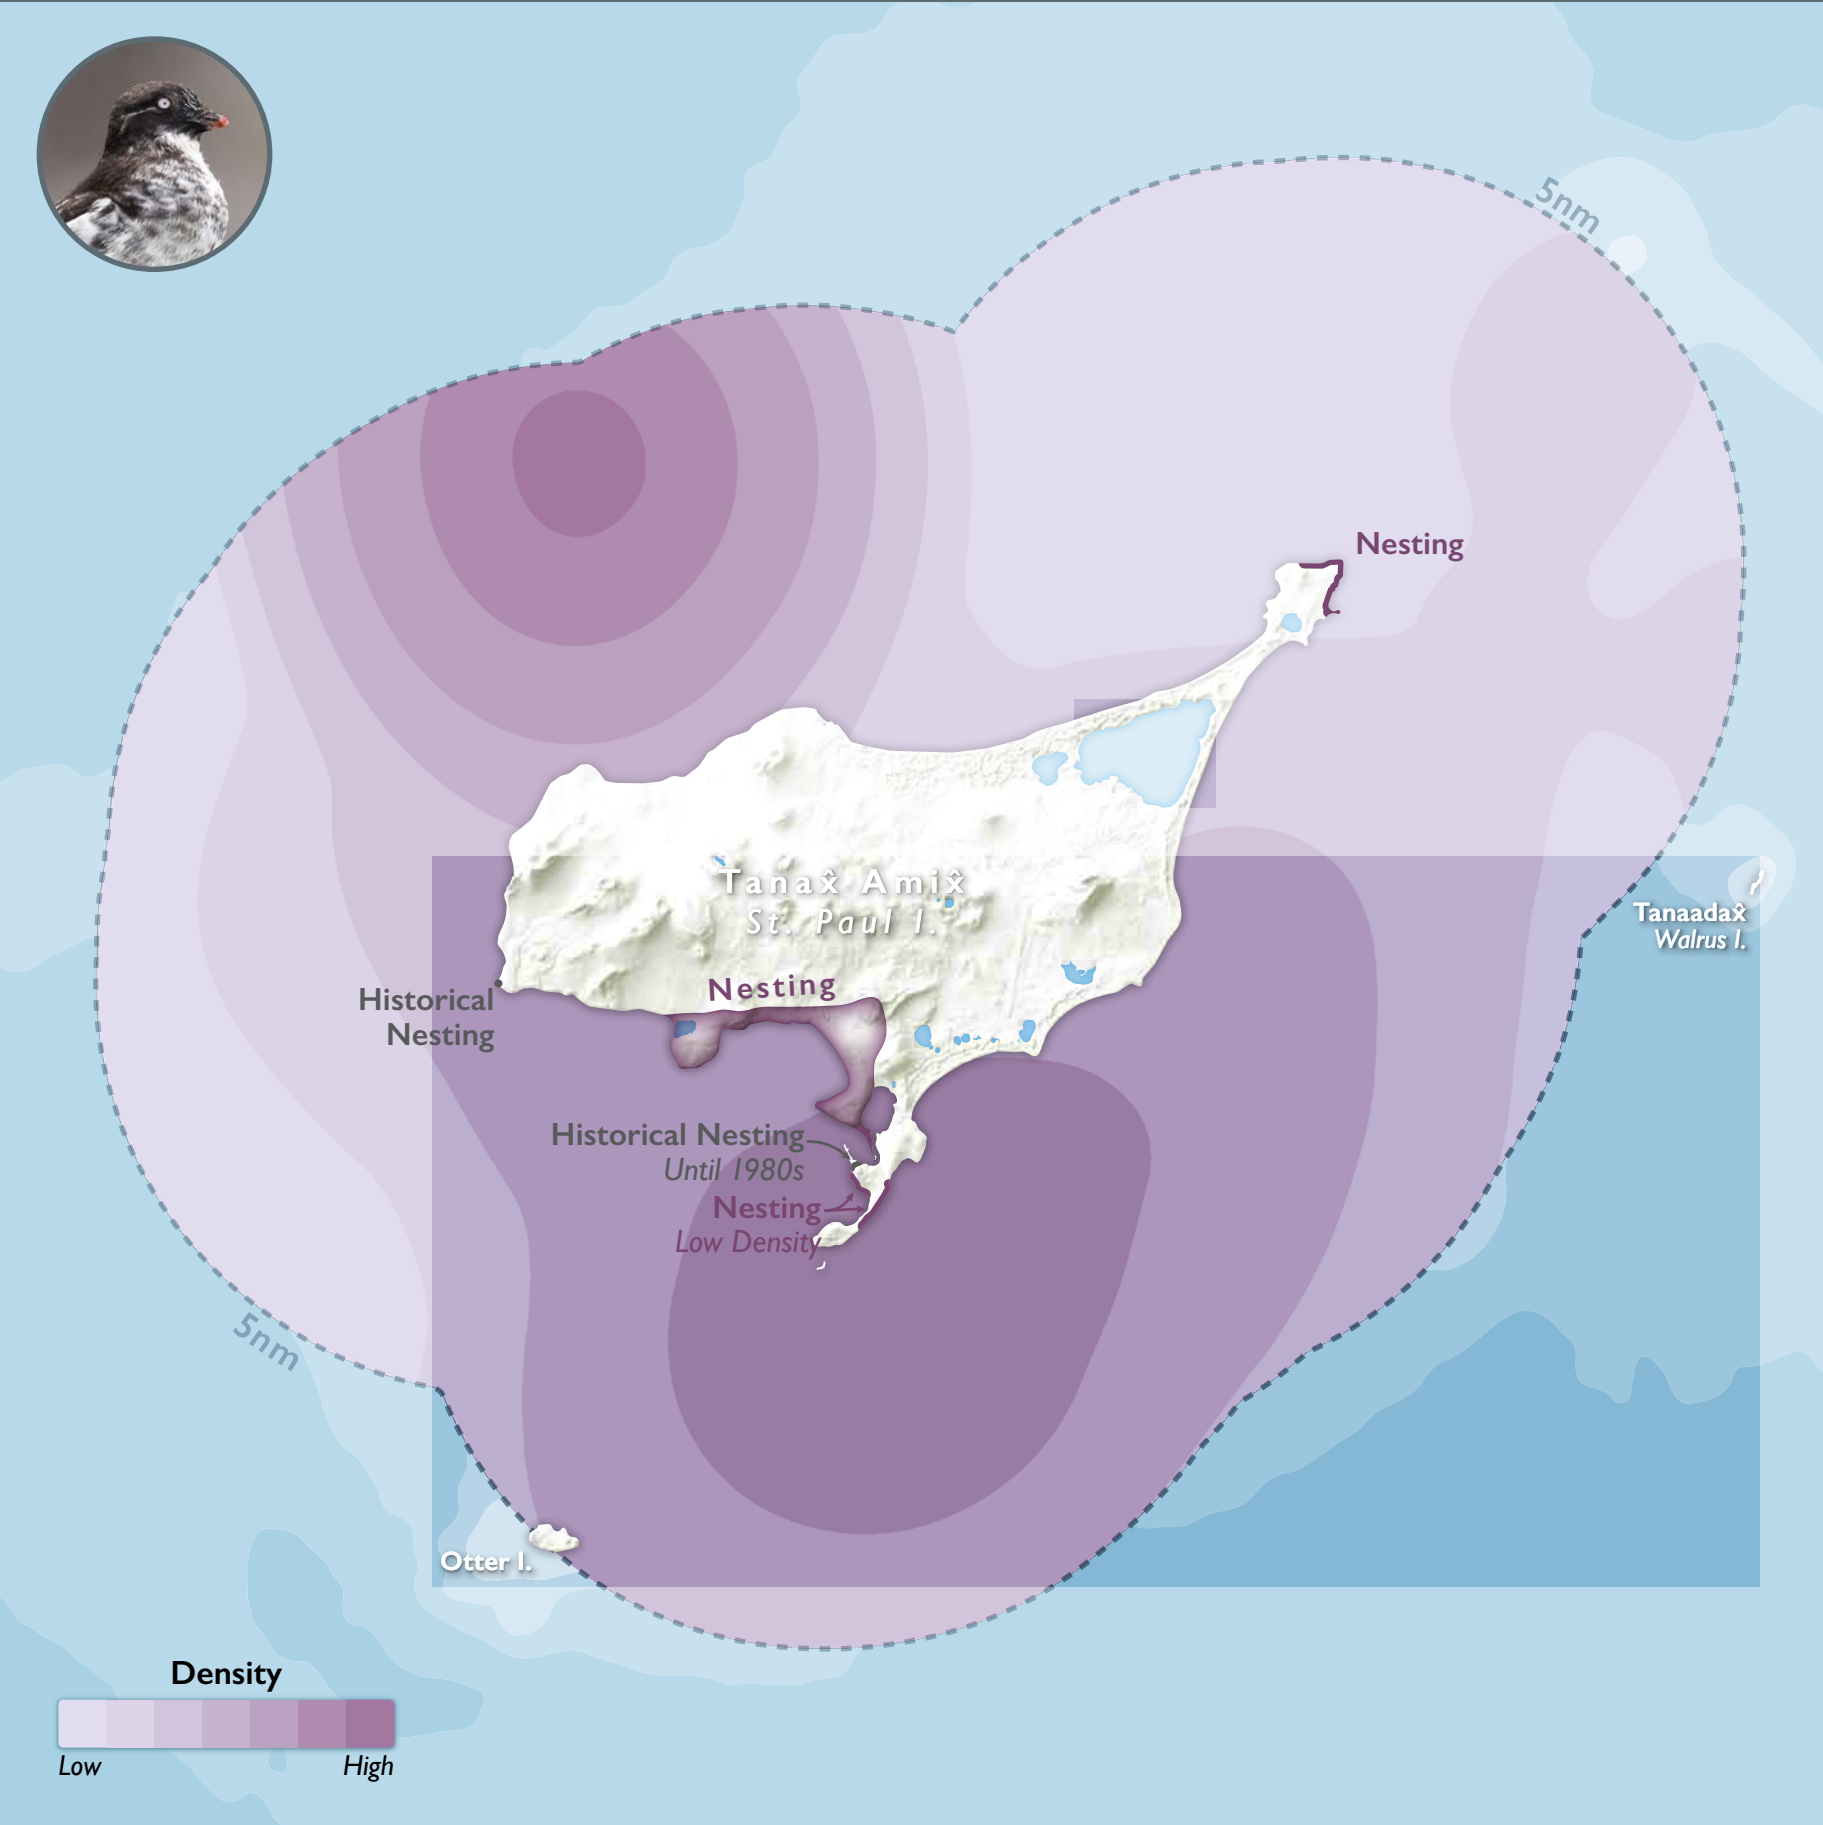 5nm
Nesting
Tanax̂ Amix̂
St. Paul I.
Tanaadax̂
Walrus I.
Nesting
Historical
Nesting
Historical Nesting
Until 1980s
Nesting
Low Density
5nm
Otter I.
Density
Low
High